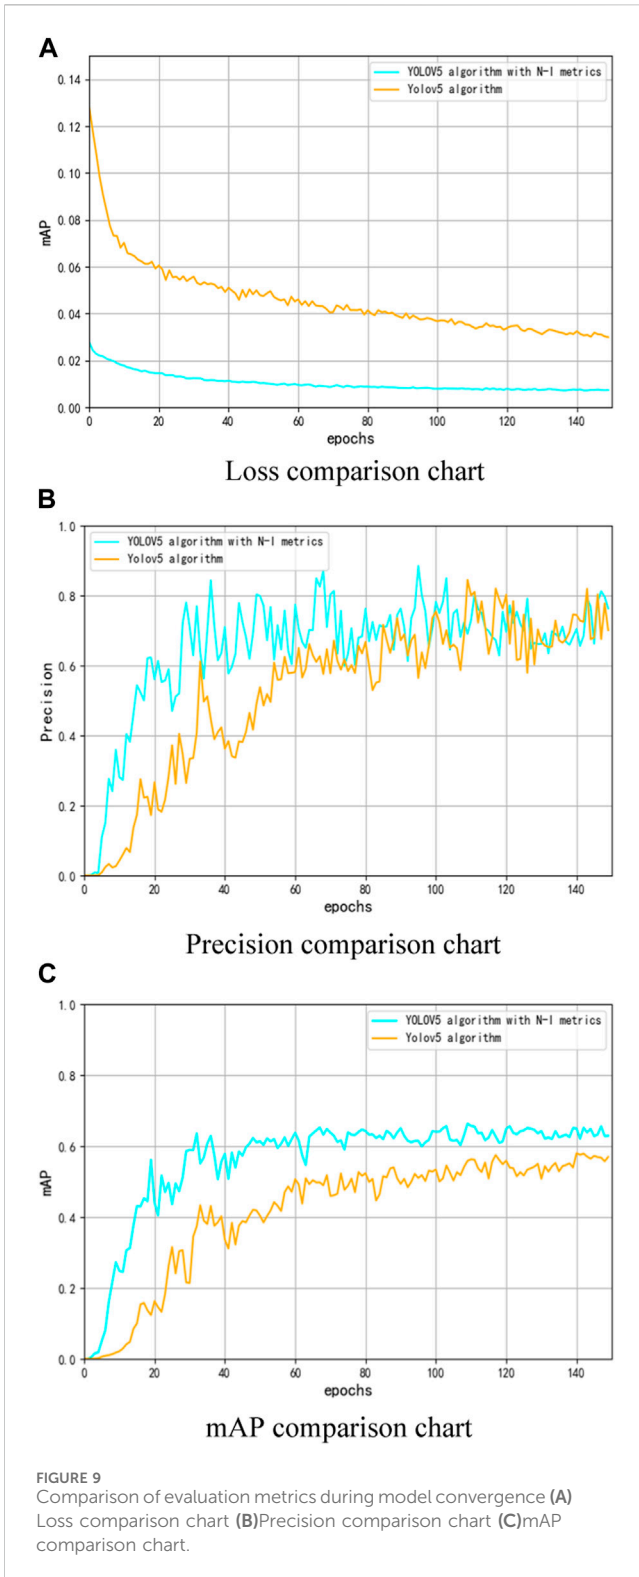 A
YOLOV5 algorithm with N-I metrics
Yolov5 algorithm
0.14
0.12
0.10
0.08
0.06
0.04
0.02
0.00
mAP
0 20 40 60 80 100 120 140
epochs
Loss comparison chart
B
YOLOV5 algorithm with N-I metrics
Yolov5 algorithm
1.0
0.8
0.6
0.4
0.2
0.0
Precision
0 20 40 60 80 100 120 140
epochs
Precision comparison chart
C
YOLOV5 algorithm with N-I metrics
Yolov5 algorithm
1.0
0.8
0.6
0.4
0.2
0.0
mAP
0 20 40 60 80 100 120 140
epochs
mAP comparison chart
FIGURE 9
Comparison of evaluation metrics during model convergence (A)
Loss comparison chart (B)Precision comparison chart (C)mAP
comparison chart.